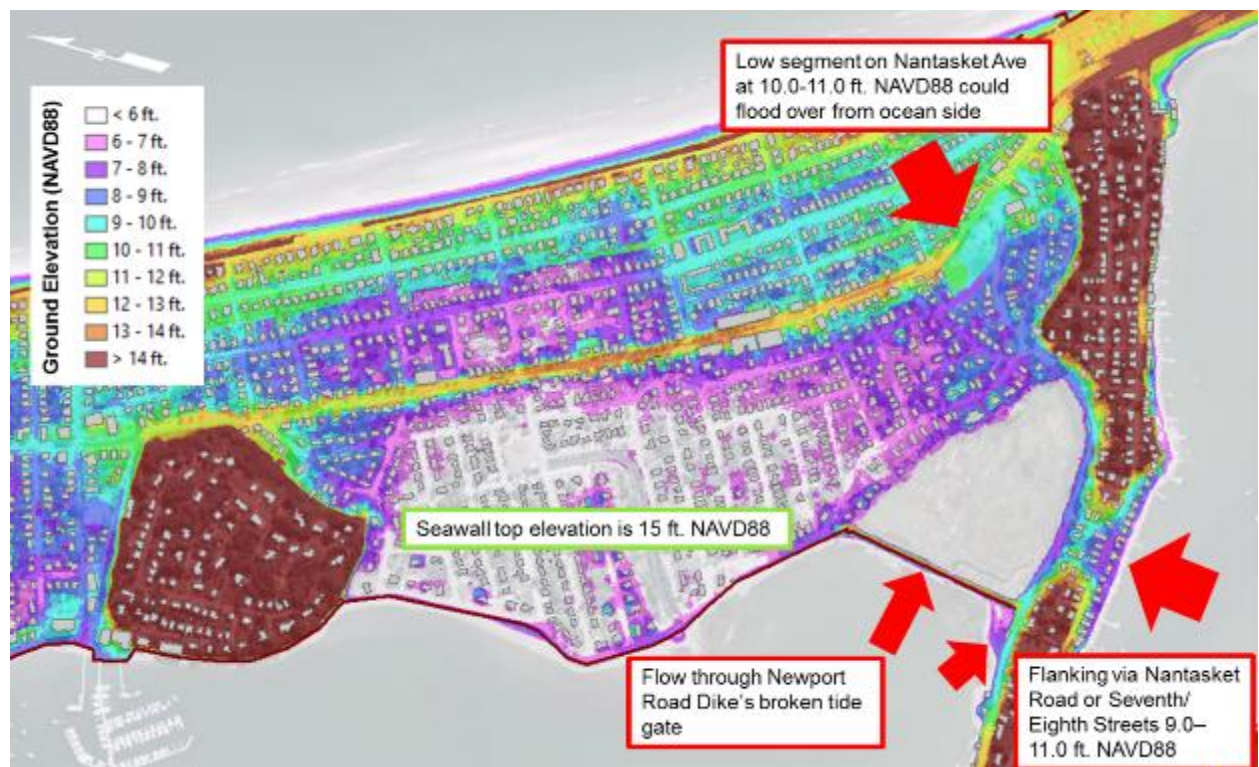 N
Ground Elevation (NAVD88)
< 6 ft.
6 - 7 ft.
7 - 8 ft.
8 - 9 ft.
9 - 10 ft.
10 - 11 ft.
11 - 12 ft.
12 - 13 ft.
13 - 14 ft.
> 14 ft.
Low segment on Nantasket Ave
at 10.0-11.0 ft. NAVD88 could
flood over from ocean side
Seawall top elevation is 15 ft. NAVD88
Flow through Newport
Road Dike's broken tide
gate
Flanking via Nantasket
Road or Seventh/
Eighth Streets 9.0–
11.0 ft. NAVD88